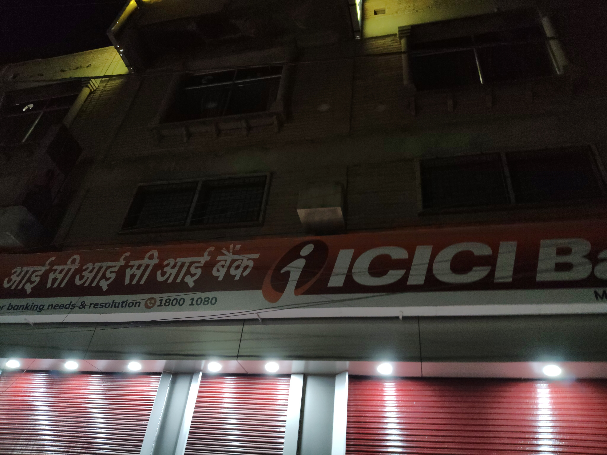 आई सी आई सी आई बैंक ICICI Ba
r banking needs & resolution 1800 1080
M